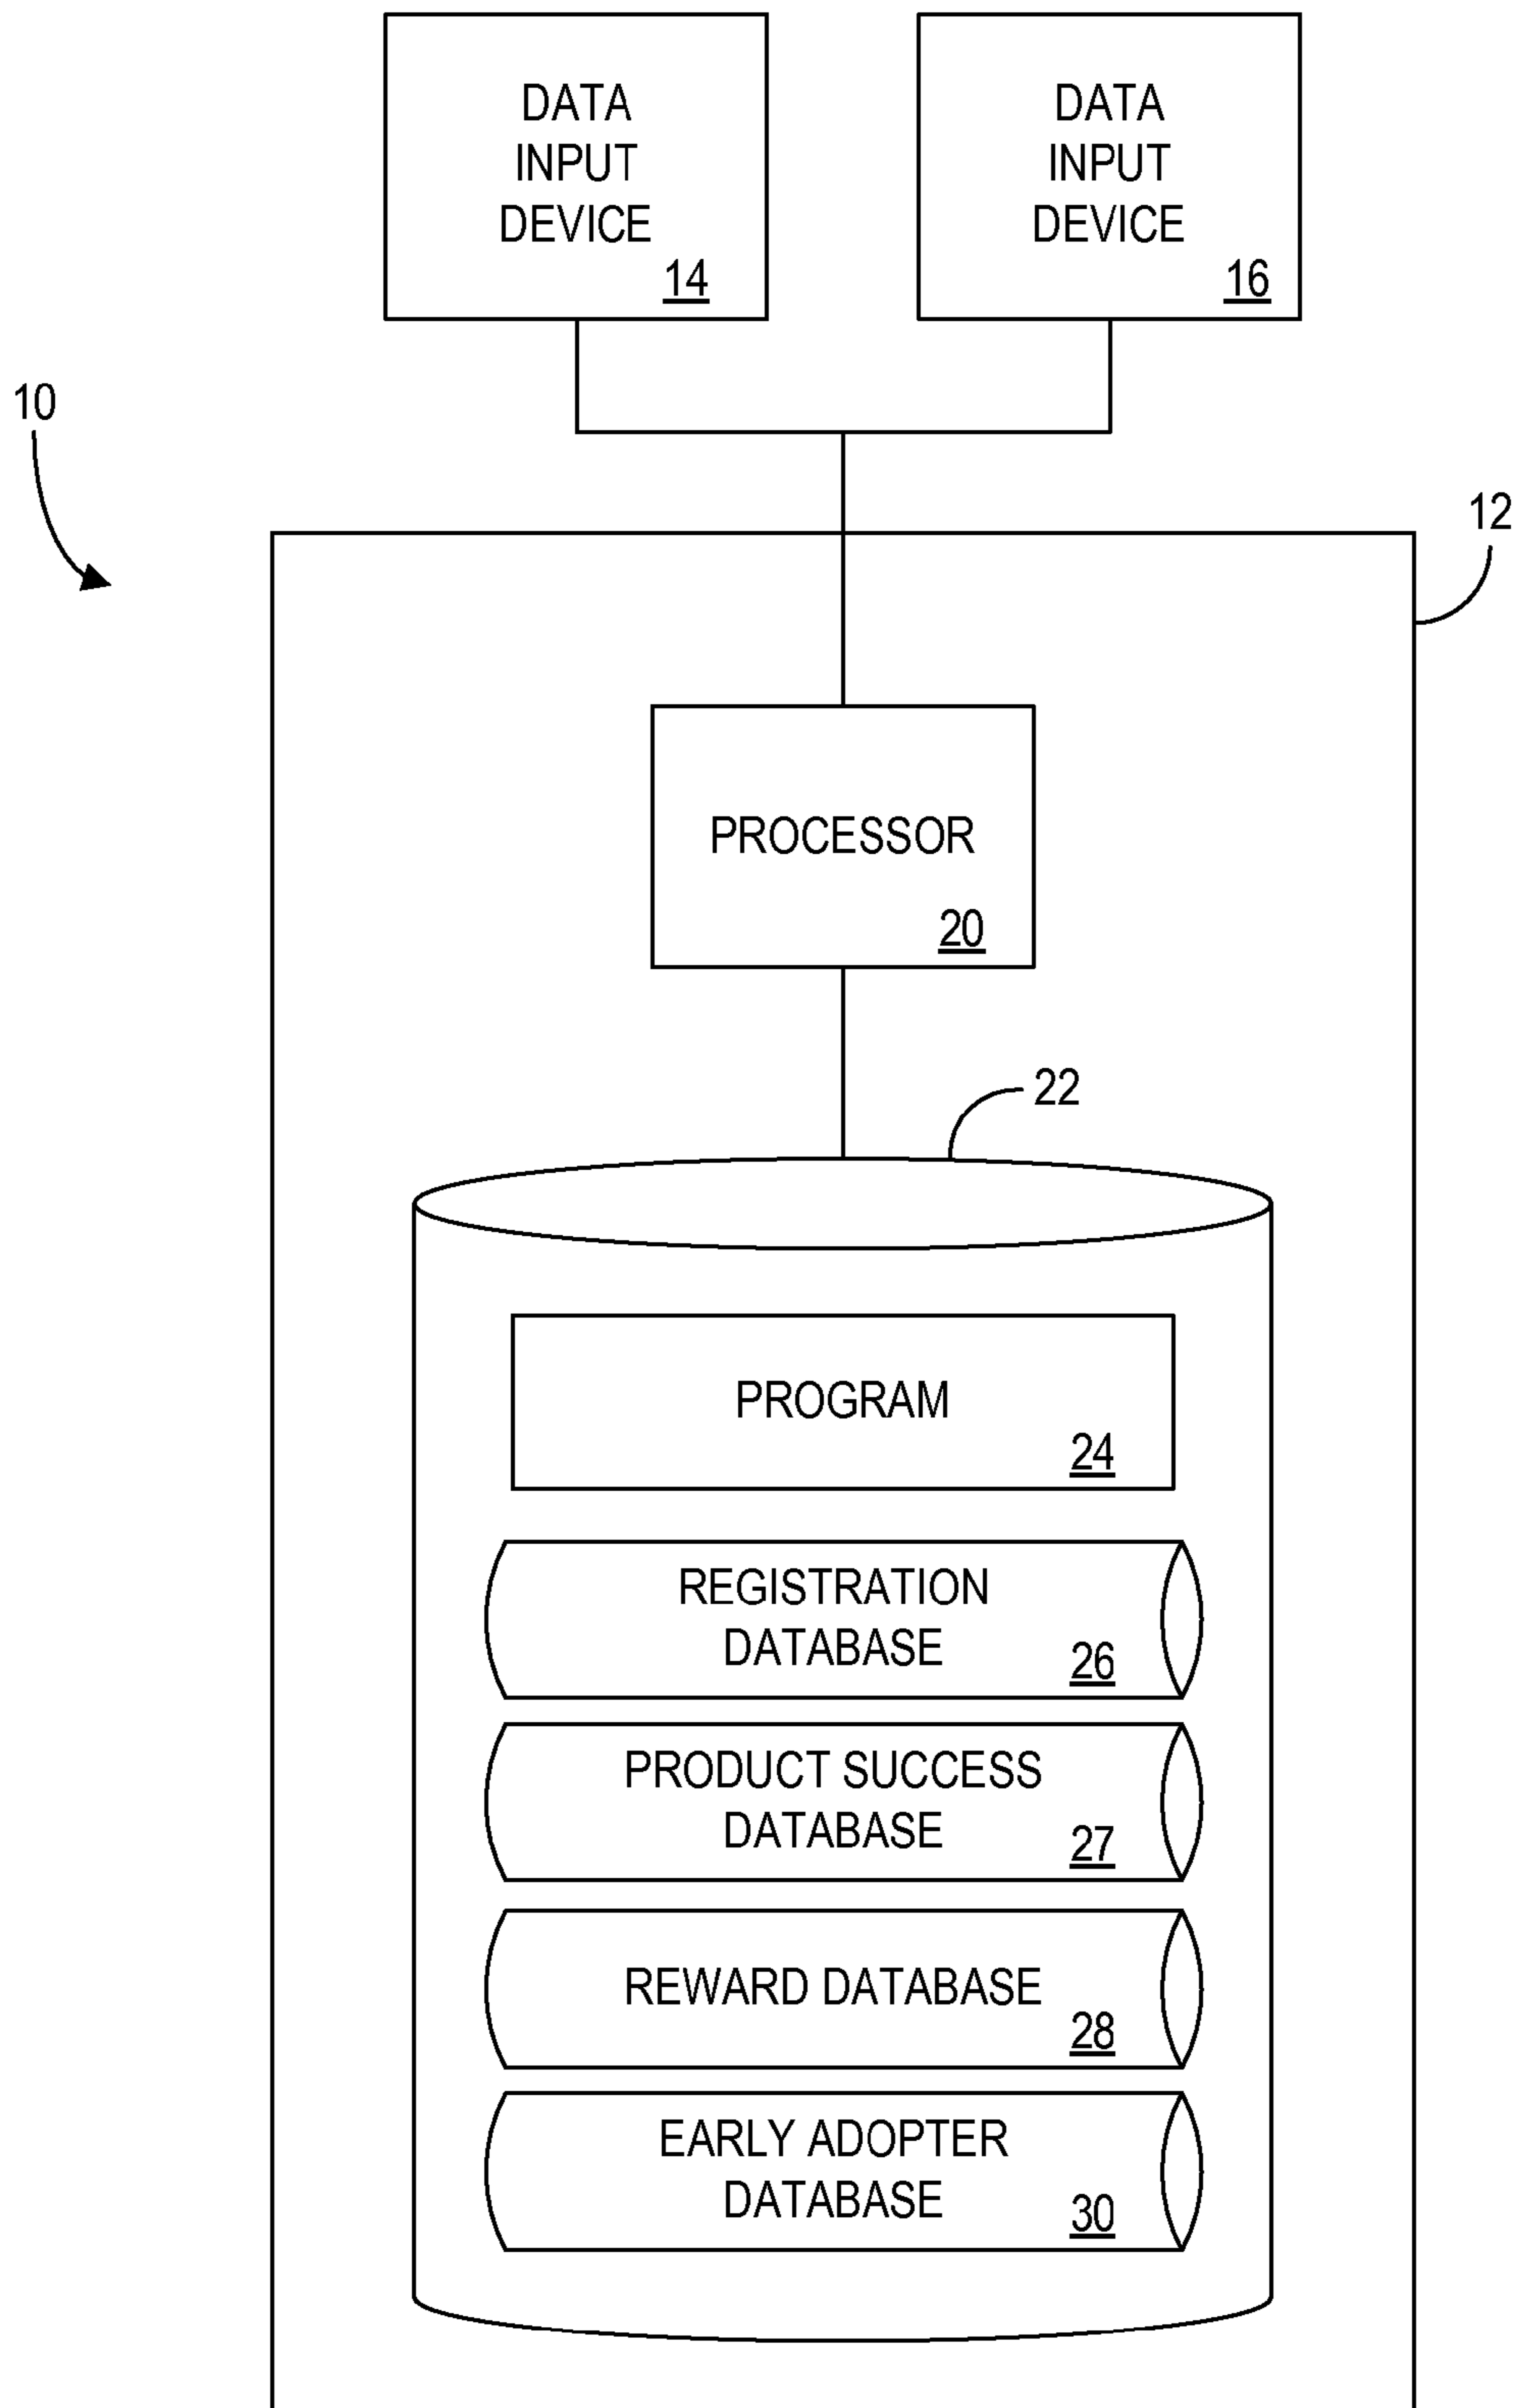 DATA
INPUT
DEVICE
14
DATA
INPUT
DEVICE
16
10
12
PROCESSOR
20
22
PROGRAM
24
REGISTRATION
DATABASE
26
PRODUCT SUCCESS
DATABASE
27
REWARD DATABASE
28
EARLY ADOPTER
DATABASE
30